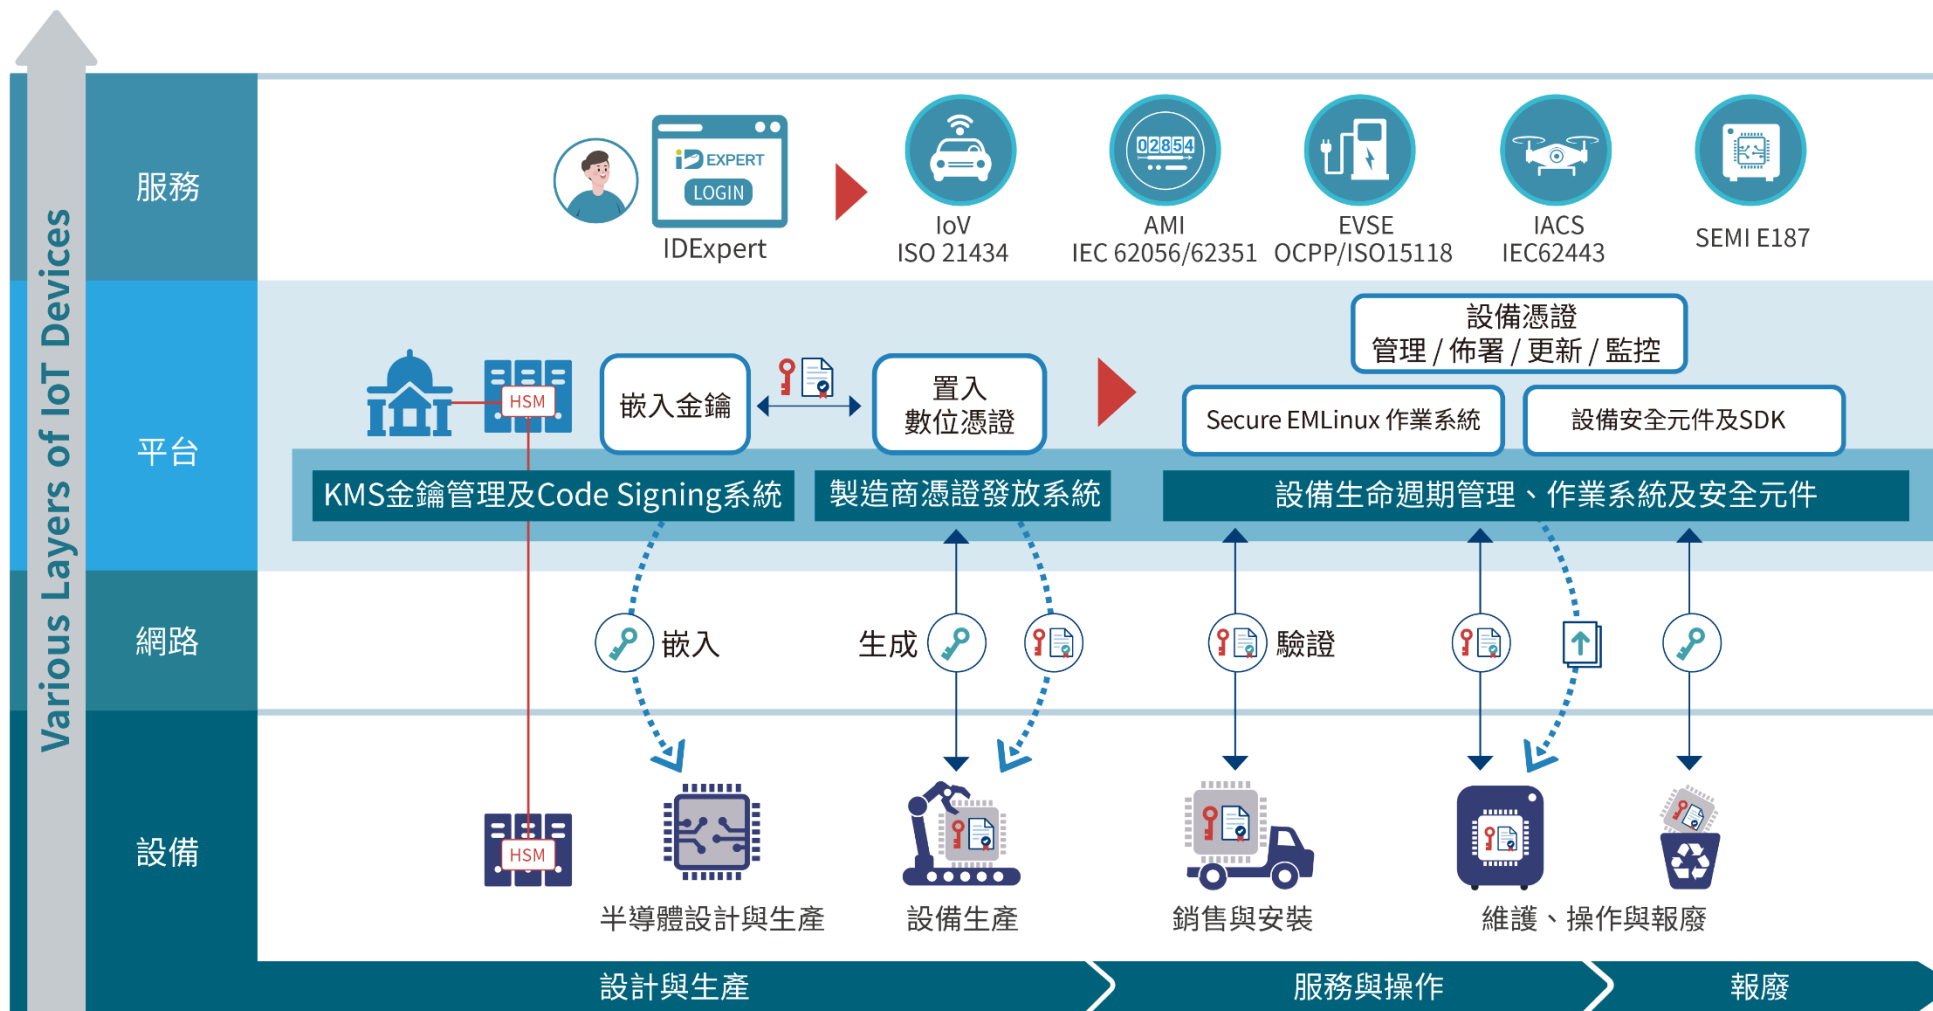 Various Layers of IoT Devices
服務
iD EXPERT
LOGIN
IDExpert
IoV
ISO 21434
02854
AMI
IEC 62056/62351
EVSE
OCPP/ISO15118
IACS
IEC62443
SEMI E187
平台
HSM
嵌入金鑰
置入
數位憑證
設備憑證
管理 / 佈署 / 更新 / 監控
Secure EMLinux 作業系統
設備安全元件及SDK
KMS金鑰管理及Code Signing系統
製造商憑證發放系統
設備生命週期管理、作業系統及安全元件
網路
嵌入
生成
驗證
設備
HSM
半導體設計與生產
設備生產
銷售與安裝
維護、操作與報廢
設計與生產
服務與操作
報廢